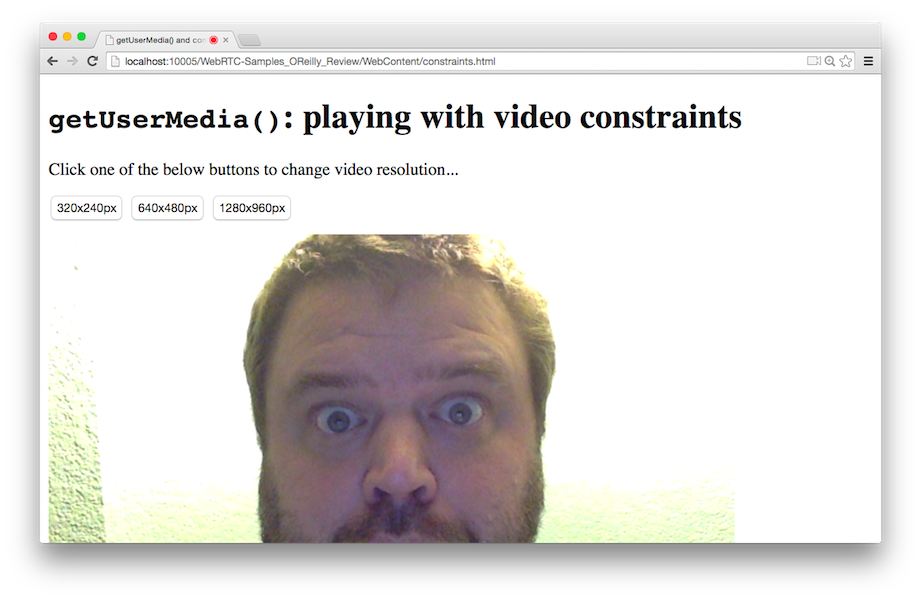 getUserMedia() and con
localhost:10005/WebRTC-Samples_OReilly_Review/WebContent/constraints.html
getUserMedia(): playing with video constraints
Click one of the below buttons to change video resolution...
320x240px 640x480px 1280x960px